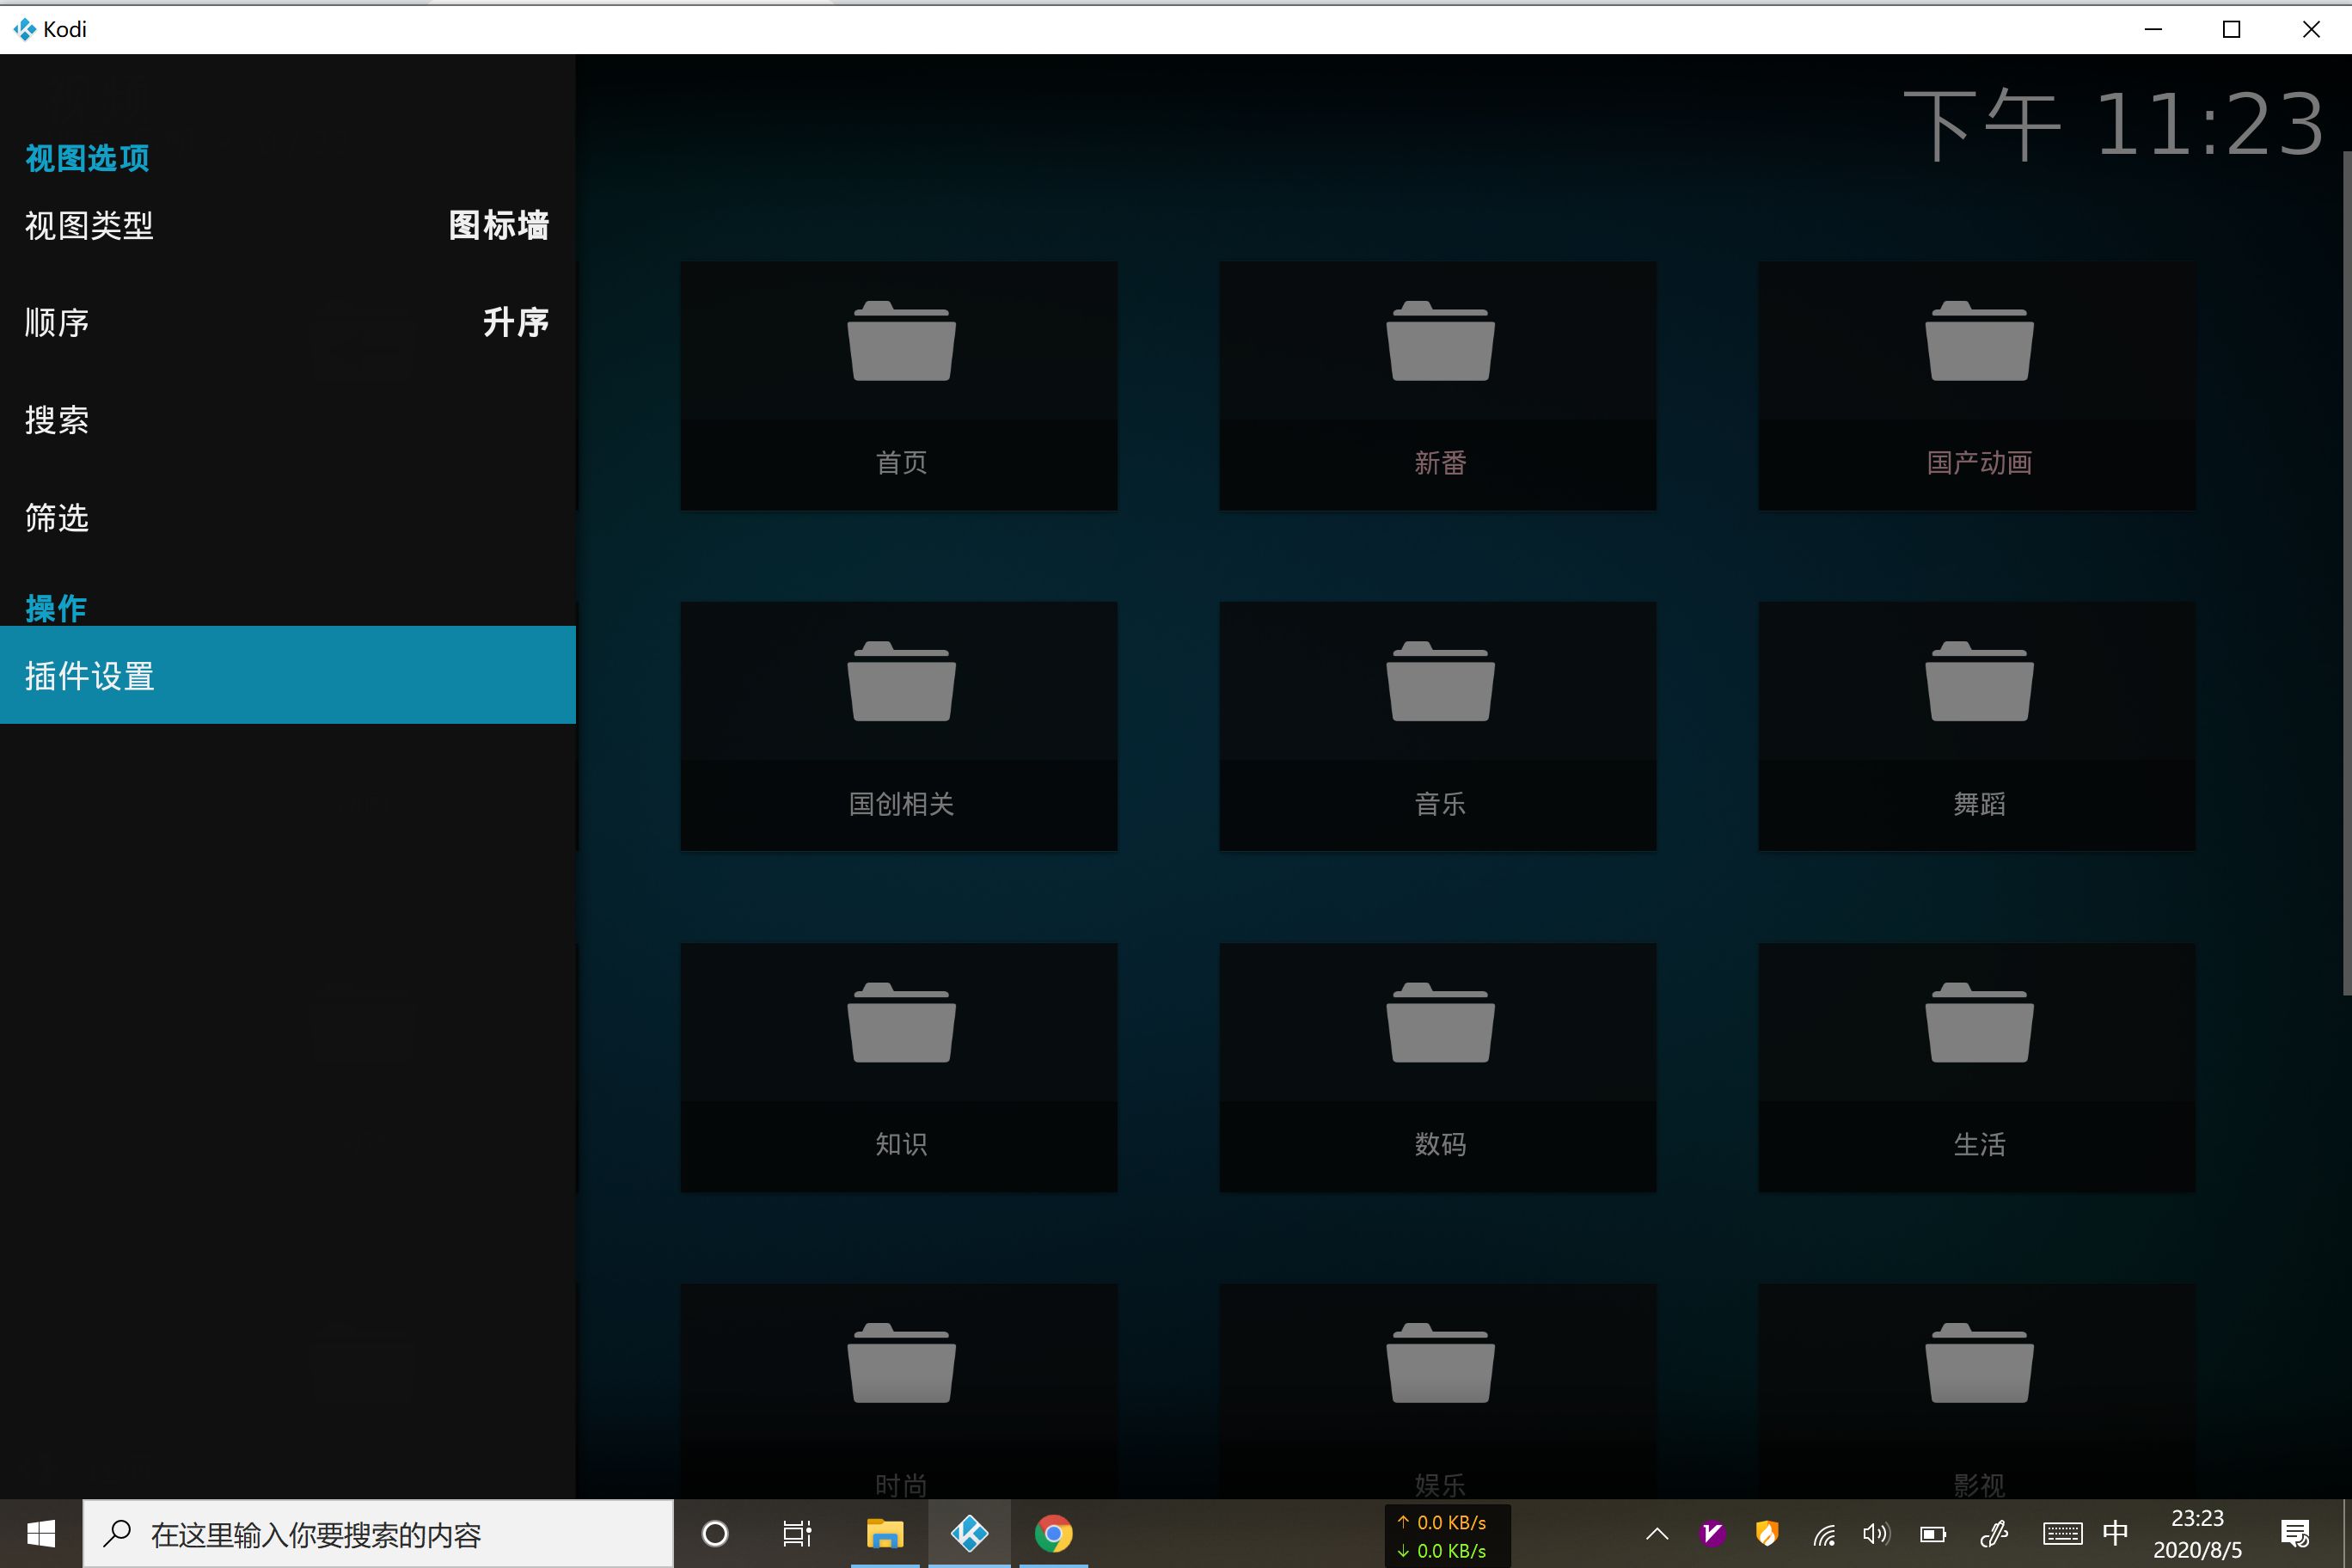 Kodi
下午 11:23
视图选项
视图类型 图标墙
顺序 升序
搜索
筛选
操作
插件设置
首页 新番 国产动画
国创相关 音乐 舞蹈
知识 数码 生活
时尚 娱乐 影视
在这里输入你要搜索的内容
↑ 0.0 KB/s
↓ 0.0 KB/s
中
23:23
2020/8/5